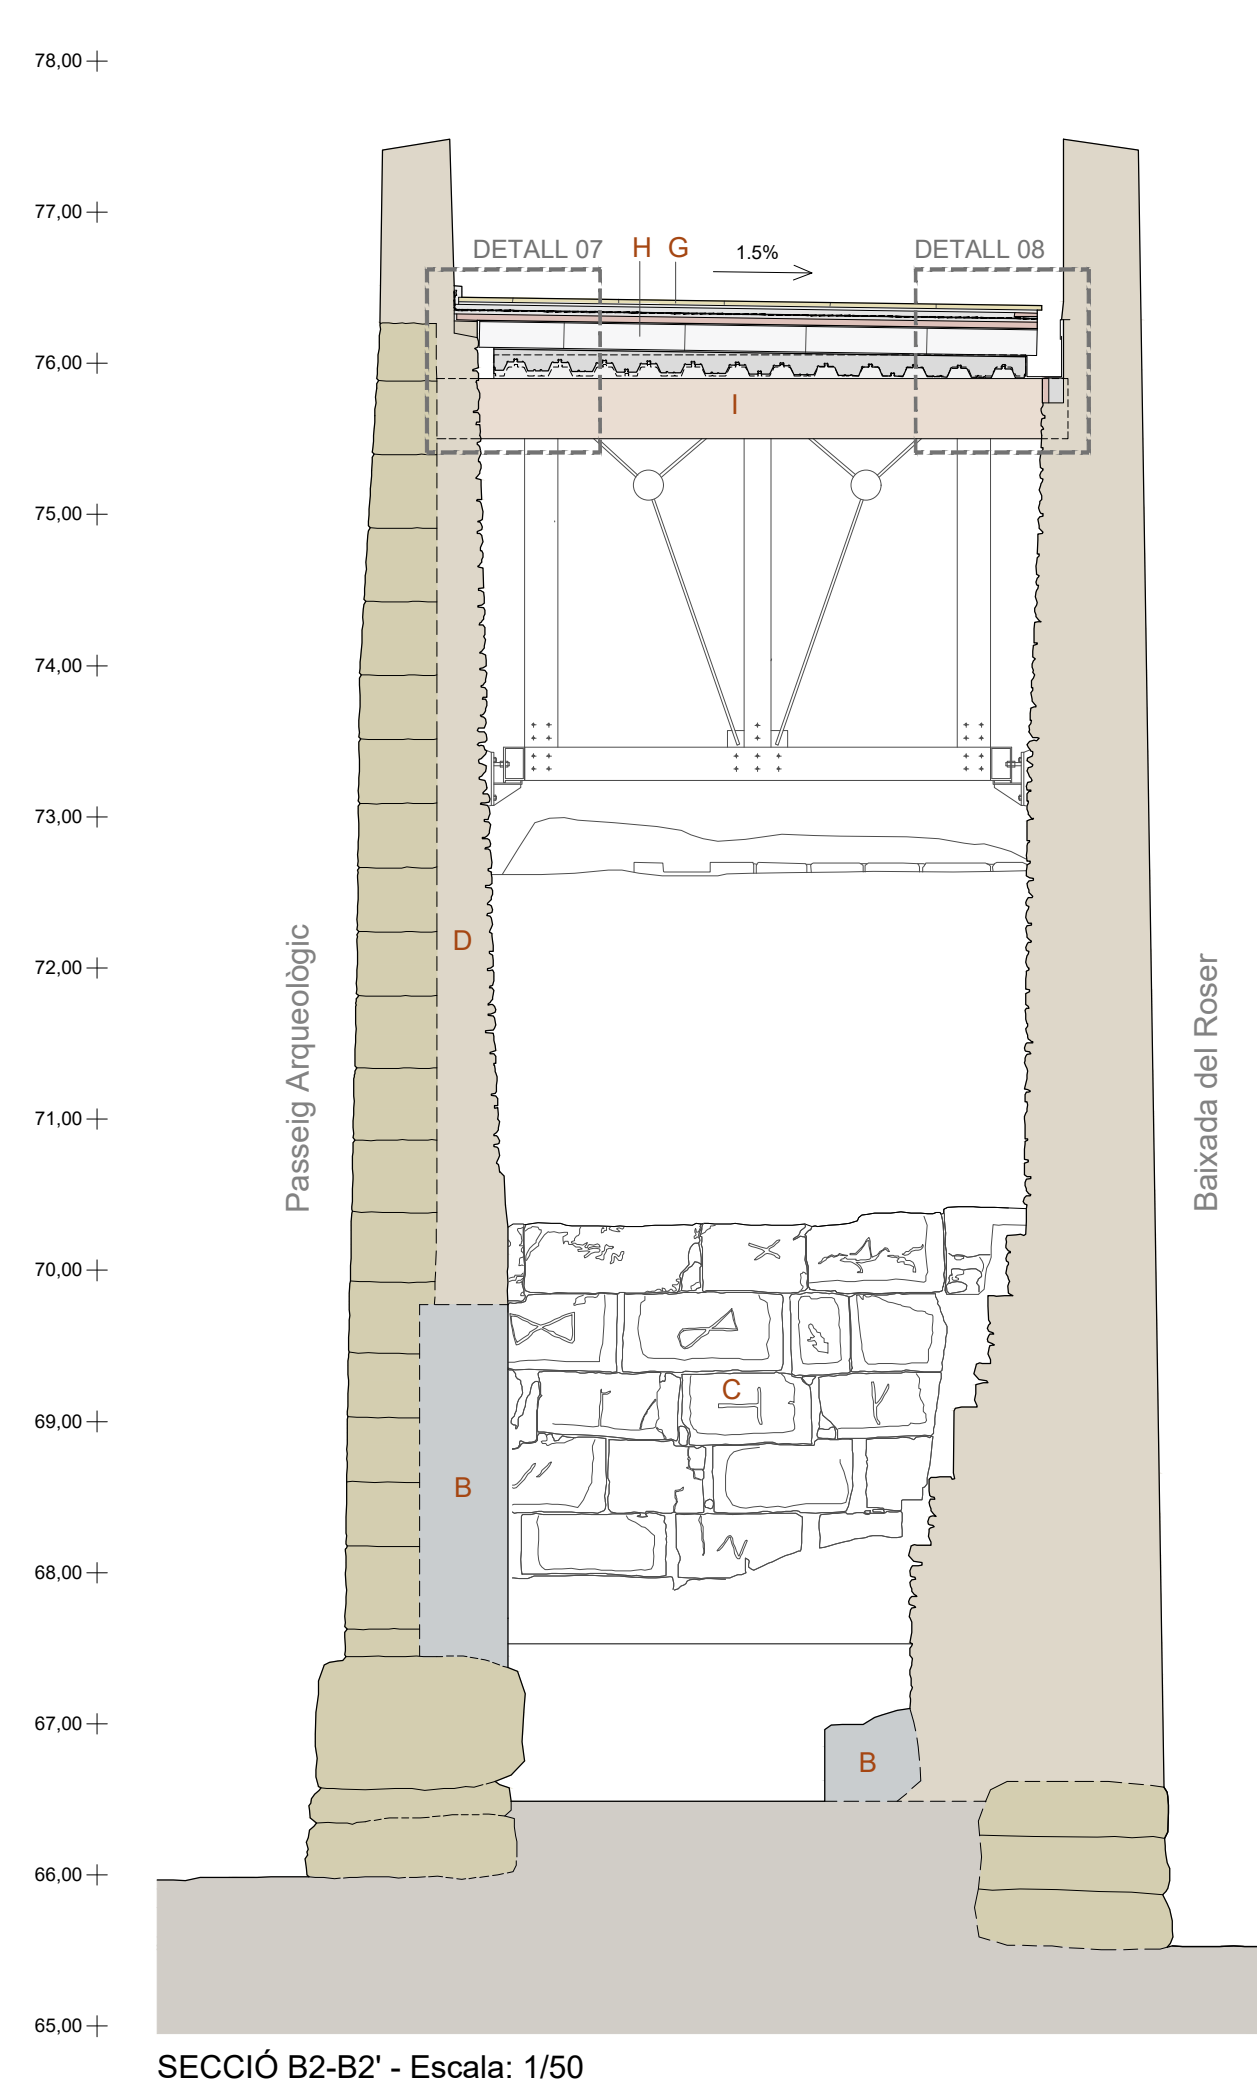 78,00
77,00
DETALL 07 H G 1.5% DETALL 08
76,00
I
75,00
74,00
73,00
D
72,00
Passeig Arqueològic
Baixada del Roser
71,00
70,00
C
69,00
B
68,00
67,00
B
66,00
65,00
SECCIÓ B2-B2' - Escala: 1/50